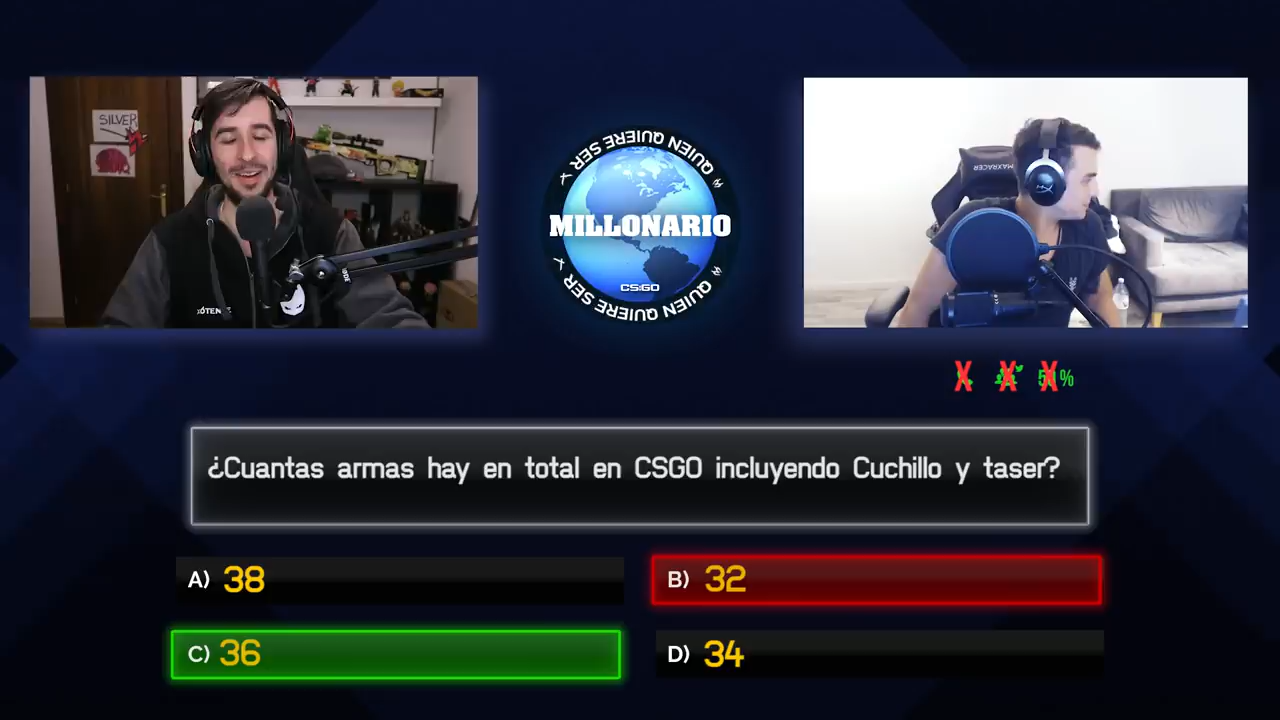 SILVER
QUIEN QUIERE SER
MILLONARIO
CS:GO
QUIEN QUIERE SER
MAXRACER
%
¿Cuantas armas hay en total en CSGO incluyendo Cuchillo y taser?
A) 38
B) 32
C) 36
D) 34